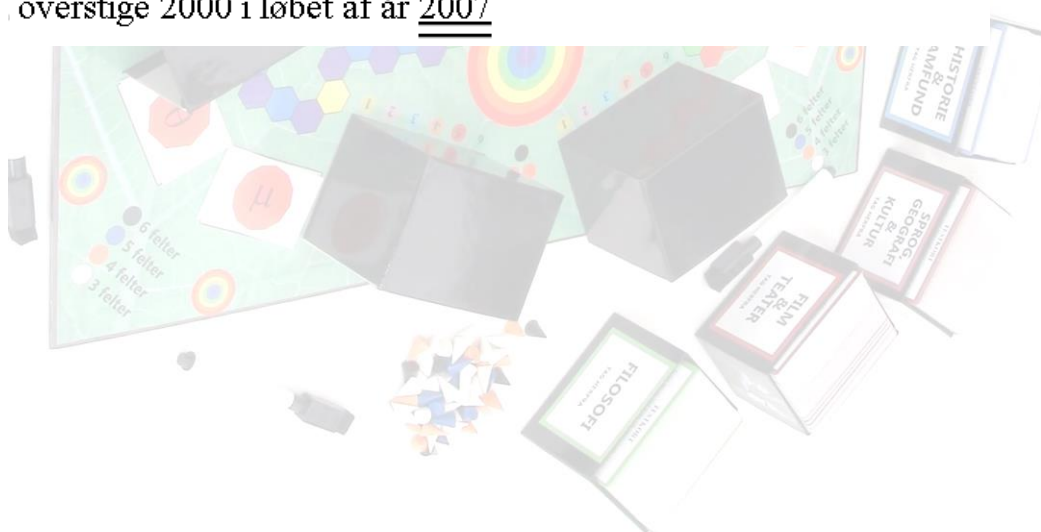 overstige 2000 i løbet af år 2007
6 felter
5 felter
4 felter
3 felter
6 felter
5 felter
4 felter
3 felter
μ
HISTORIE
&
SAMFUND
SPROG,
GEOGRAFI
&
KULTUR
FILM
&
TEATER
FILOSOFI